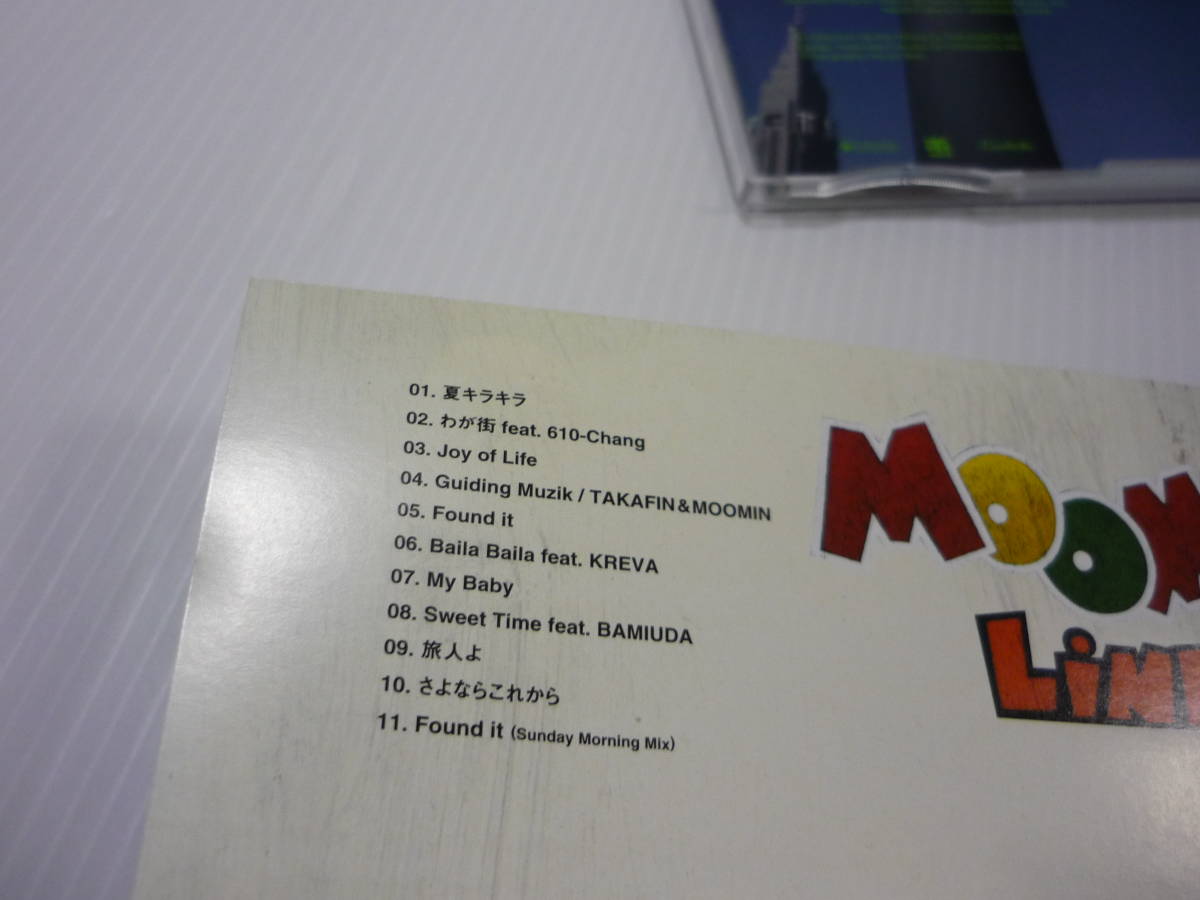 01. 夏キラキラ
02. わが街 feat. 610-Chang
03. Joy of Life
04. Guiding Muzik / TAKAFIN&MOOMIN
05. Found it
06. Baila Baila feat. KREVA
07. My Baby
08. Sweet Time feat. BAMIUDA
09. 旅人よ
10. さよならこれから
11. Found it (Sunday Morning Mix)